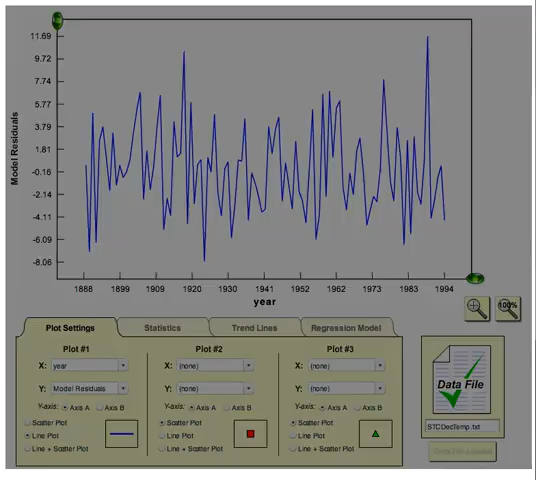 11.69
9.72
7.74
5.77
3.79
1.81
-0.16
-2.14
-4.11
-6.09
-8.06
Model Residuals
1888 1899 1909 1920 1930 1941 1951 1962 1973 1983 1994
year
100%
Plot Settings Statistics Trend Lines Regression Model
Plot #1 Plot #2 Plot #3
X: year X: (none) X: (none)
Y: Model Residuals Y: (none) Y: (none)
Y-axis: Axis A Axis B Y-axis: Axis A Axis B Y-axis: Axis A Axis B
Scatter Plot Scatter Plot Scatter Plot
Line Plot Line Plot Line Plot
Line + Scatter Plot Line + Scatter Plot Line + Scatter Plot
Data File
STCDecTemp.txt